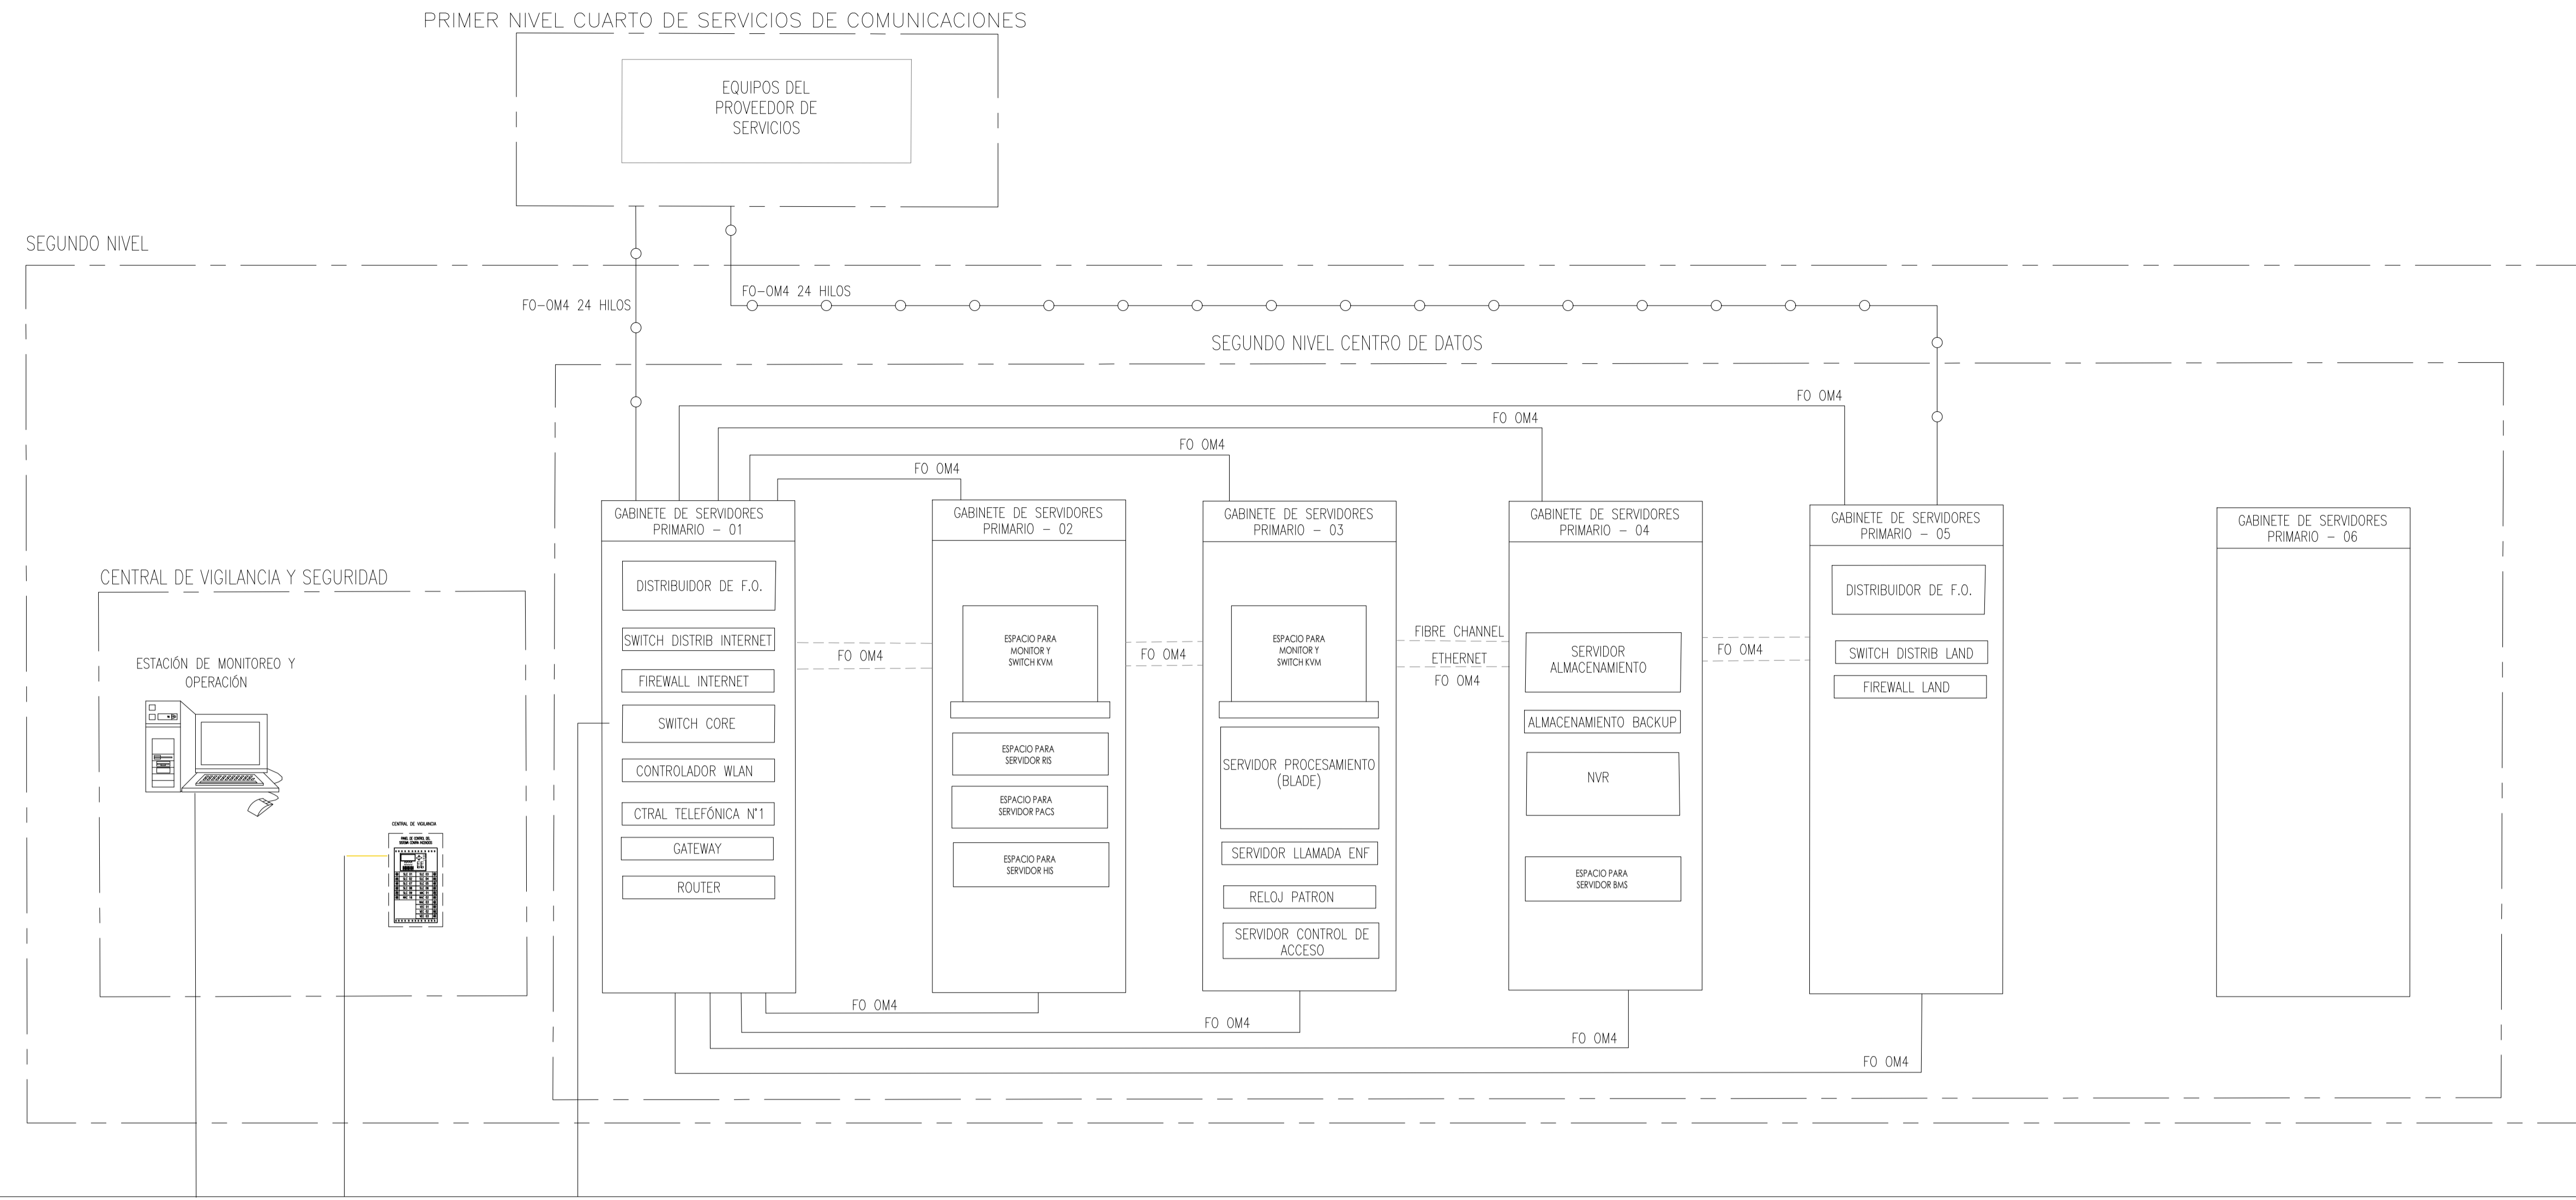 PRIMER NIVEL CUARTO DE SERVICIOS DE COMUNICACIONES
EQUIPOS DEL
PROVEEDOR DE
SERVICIOS
SEGUNDO NIVEL
FO-OM4 24 HILOS
FO-OM4 24 HILOS
SEGUNDO NIVEL CENTRO DE DATOS
FO OM4
FO OM4
FO OM4
FO OM4
CENTRAL DE VIGILANCIA Y SEGURIDAD
ESTACIÓN DE MONITOREO Y
OPERACIÓN
CENTRAL DE VIGILANCIA
PANEL DE CONTROL DEL
SISTEMA CONTRA INCENDIOS
GABINETE DE SERVIDORES
PRIMARIO - 01
DISTRIBUIDOR DE F.O.
SWITCH DISTRIB INTERNET
FIREWALL INTERNET
SWITCH CORE
CONTROLADOR WLAN
CTRAL TELEFÓNICA N°1
GATEWAY
ROUTER
FO OM4
GABINETE DE SERVIDORES
PRIMARIO - 02
ESPACIO PARA
MONITOR Y
SWITCH KVM
ESPACIO PARA
SERVIDOR RIS
ESPACIO PARA
SERVIDOR PACS
ESPACIO PARA
SERVIDOR HIS
FO OM4
GABINETE DE SERVIDORES
PRIMARIO - 03
ESPACIO PARA
MONITOR Y
SWITCH KVM
SERVIDOR PROCESAMIENTO
(BLADE)
SERVIDOR LLAMADA ENF
RELOJ PATRON
SERVIDOR CONTROL DE
ACCESO
FIBRE CHANNEL
ETHERNET
FO OM4
GABINETE DE SERVIDORES
PRIMARIO - 04
SERVIDOR
ALMACENAMIENTO
ALMACENAMIENTO BACKUP
NVR
ESPACIO PARA
SERVIDOR BMS
FO OM4
GABINETE DE SERVIDORES
PRIMARIO - 05
DISTRIBUIDOR DE F.O.
SWITCH DISTRIB LAND
FIREWALL LAND
GABINETE DE SERVIDORES
PRIMARIO - 06
FO OM4
FO OM4
FO OM4
FO OM4